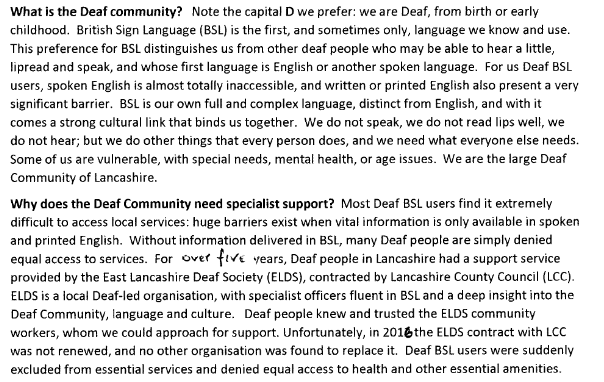 What is the Deaf community?  Note the capital D we prefer: we are Deaf, from birth or early
childhood.  British Sign Language (BSL) is the first, and sometimes only, language we know and use.
This preference for BSL distinguishes us from other deaf people who may be able to hear a little,
lipread and speak, and whose first language is English or another spoken language.  For us Deaf BSL
users, spoken English is almost totally inaccessible, and written or printed English also present a very
significant barrier.  BSL is our own full and complex language, distinct from English, and with it
comes a strong cultural link that binds us together.  We do not speak, we do not read lips well, we
do not hear; but we do other things that every person does, and we need what everyone else needs.
Some of us are vulnerable, with special needs, mental health, or age issues.  We are the large Deaf
Community of Lancashire.
Why does the Deaf Community need specialist support?  Most Deaf BSL users find it extremely
difficult to access local services: huge barriers exist when vital information is only available in spoken
and printed English.  Without information delivered in BSL, many Deaf people are simply denied
equal access to services.  For over five years, Deaf people in Lancashire had a support service
provided by the East Lancashire Deaf Society (ELDS), contracted by Lancashire County Council (LCC).
ELDS is a local Deaf-led organisation, with specialist officers fluent in BSL and a deep insight into the
Deaf Community, language and culture.   Deaf people knew and trusted the ELDS community
workers, whom we could approach for support. Unfortunately, in 2016 the ELDS contract with LCC
was not renewed, and no other organisation was found to replace it.  Deaf BSL users were suddenly
excluded from essential services and denied equal access to health and other essential amenities.